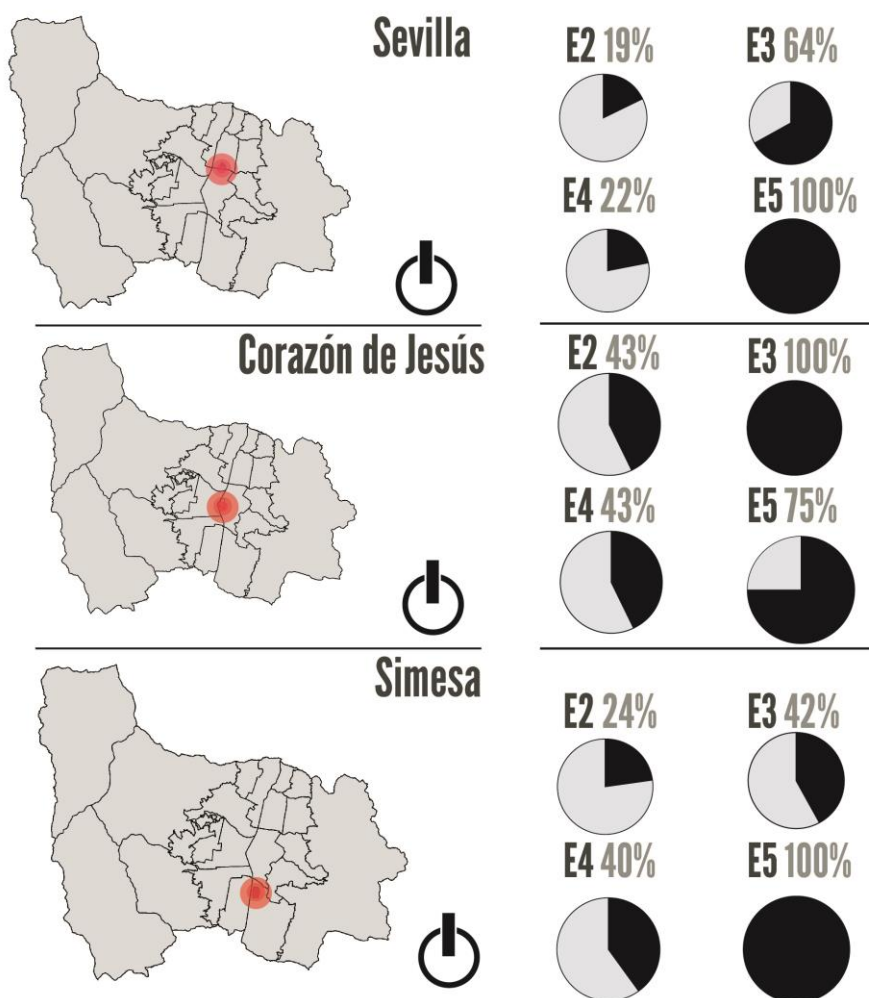 Sevilla
E2 19%
E3 64%
E4 22%
E5 100%
Corazón de Jesús
E2 43%
E3 100%
E4 43%
E5 75%
Simesa
E2 24%
E3 42%
E4 40%
E5 100%